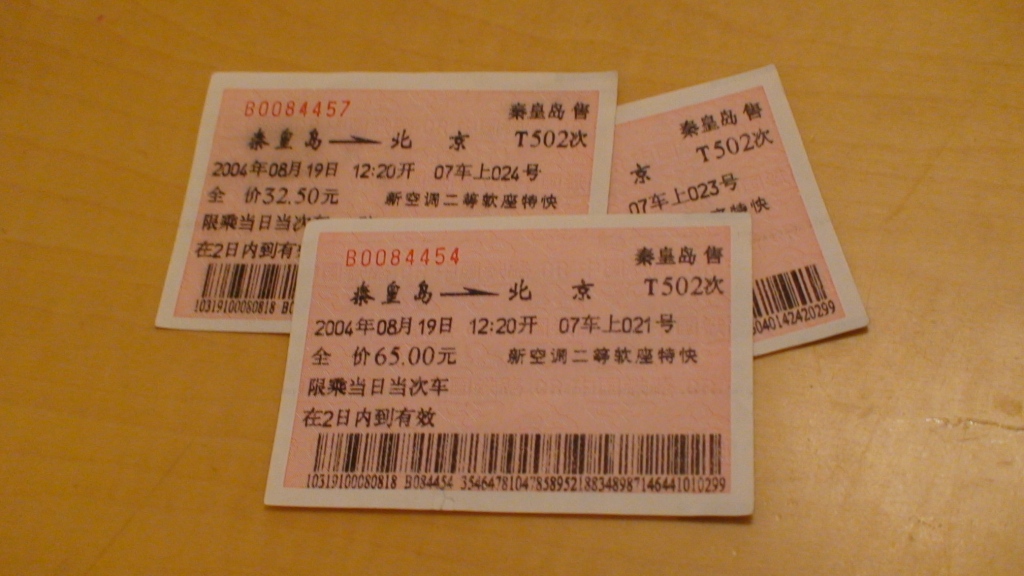 B0084457 秦皇岛 售
秦皇岛 → 北 京 T502次
2004年08月19日 12:20开 07车上024号
全 价32.50元 新空调二等软座特快
限乘当日当次车
在2日内到有效
10319100080818 B0
秦皇岛 售
京 T502次
07车上023号
特快
040142420299
B0084454 秦皇岛 售
秦皇岛 → 北 京 T502次
2004年08月19日 12:20开 07车上021号
全 价65.00元 新空调二等软座特快
限乘当日当次车
在2日内到有效
10319100080818 B084454 35464781047858952188348987146441010299